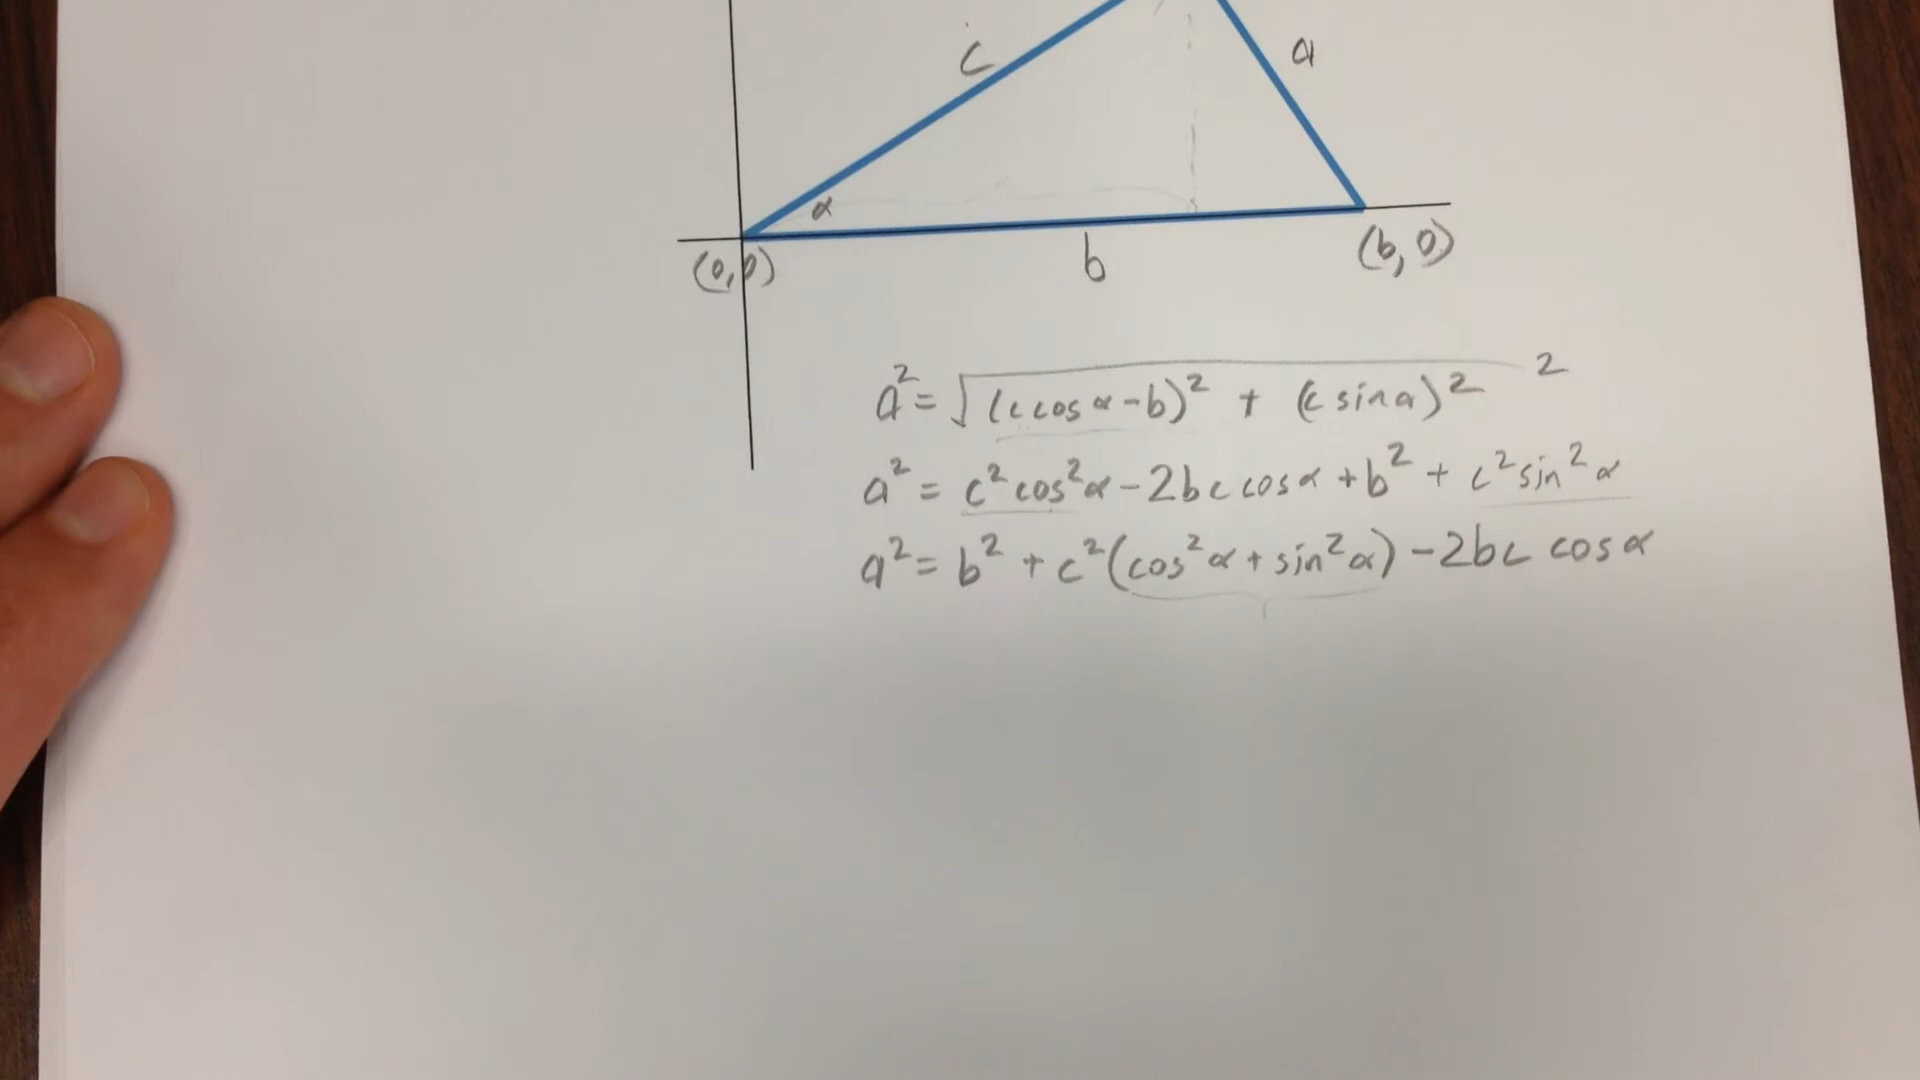 c
a
α
(0,0)
b
(b, 0)
a² = √(c cos α - b)² + (c sin α)² ²
a² = c² cos² α - 2bc cos α + b² + c² sin² α
a² = b² + c² (cos² α + sin² α) - 2bc cos α